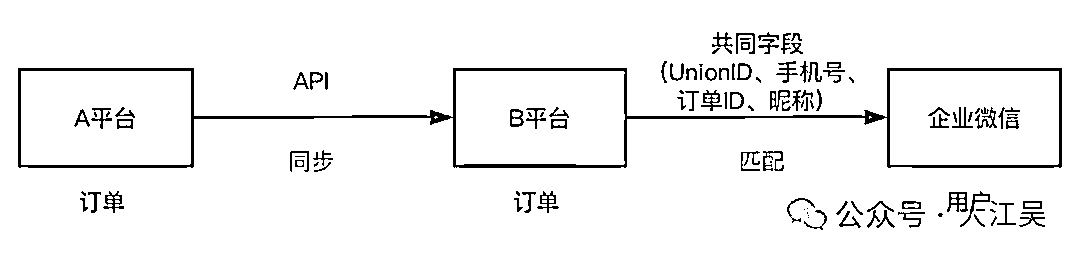 共同字段
(UnionID、手机号、
订单ID、昵称)
API
A平台
B平台
企业微信
同步
匹配
订单
订单
用户
公众号·大江吴